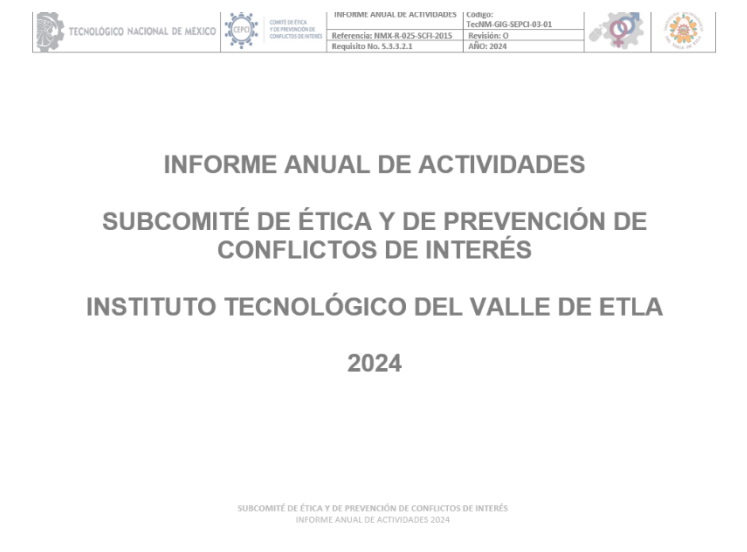 TECNOLÓGICO NACIONAL DE MÉXICO
CEPCI
COMITÉ DE ÉTICA
Y DE PREVENCIÓN DE
CONFLICTOS DE INTERÉS
INFORME ANUAL DE ACTIVIDADES
Código:
TecNM-GIG-SEPCI-03-01
Referencia: NMX-R-025-SCFI-2015
Revisión: O
Requisito No. 5.3.3.2.1
AÑO: 2024
INFORME ANUAL DE ACTIVIDADES
SUBCOMITÉ DE ÉTICA Y DE PREVENCIÓN DE
CONFLICTOS DE INTERÉS
INSTITUTO TECNOLÓGICO DEL VALLE DE ETLA
2024
SUBCOMITÉ DE ÉTICA Y DE PREVENCIÓN DE CONFLICTOS DE INTERÉS
INFORME ANUAL DE ACTIVIDADES 2024